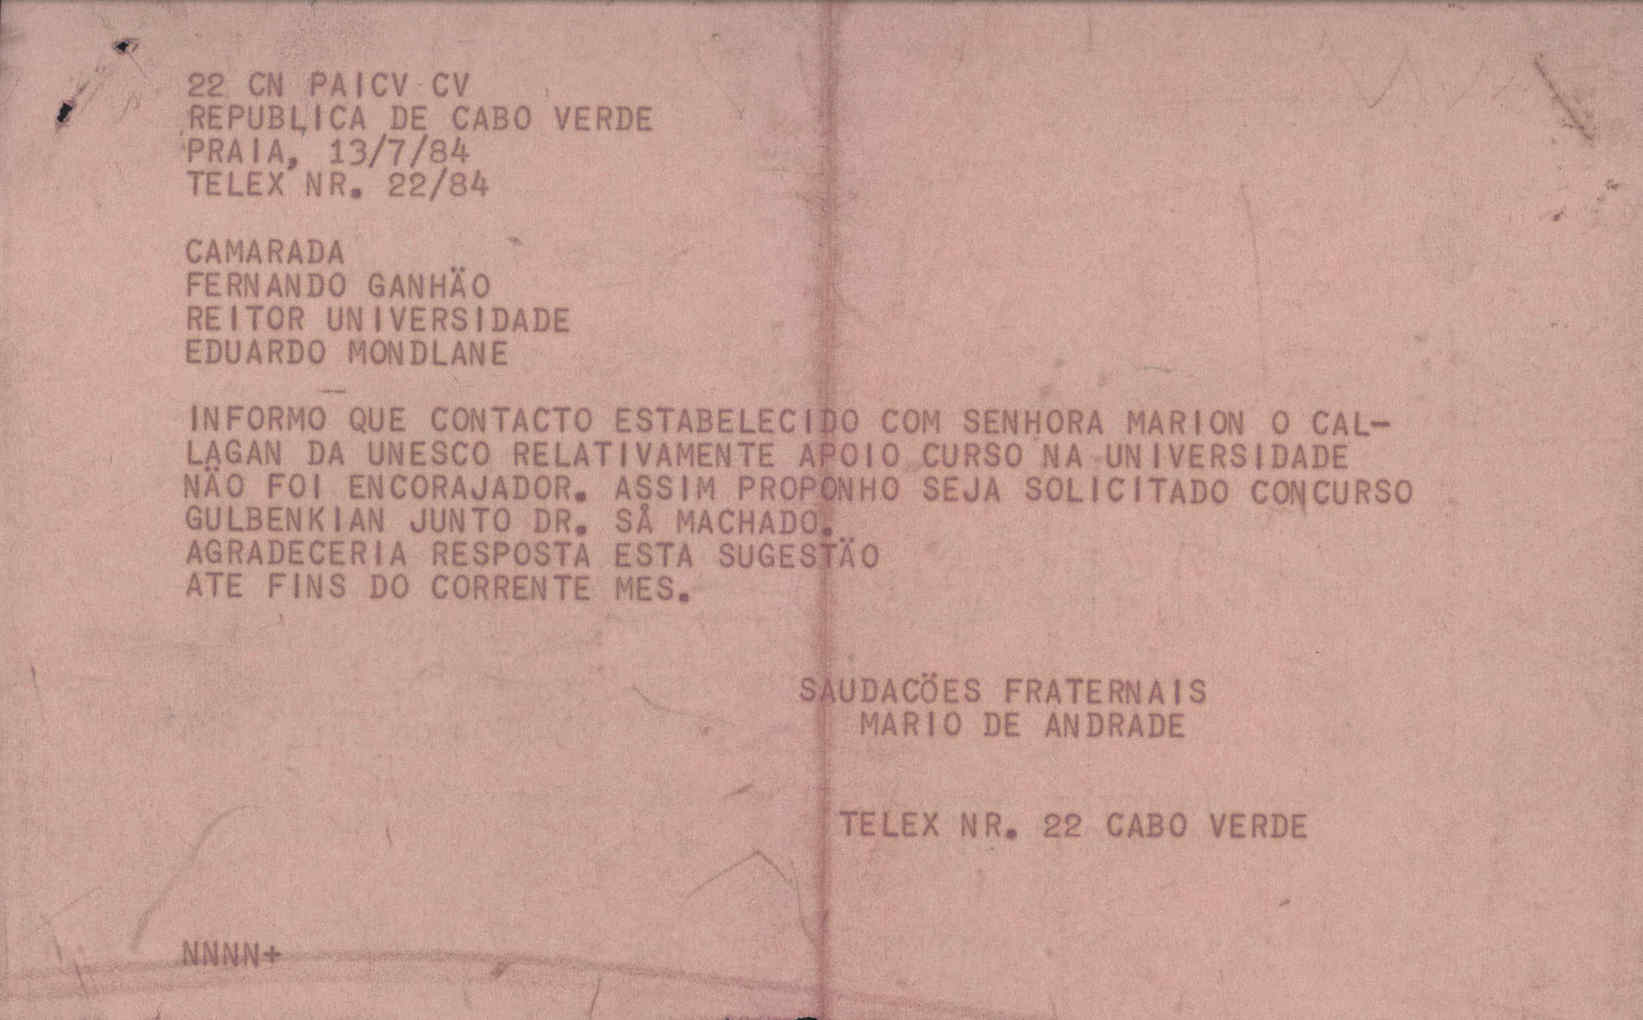 22 CN PAICV CV
REPUBLICA DE CABO VERDE
PRAIA, 13/7/84
TELEX NR. 22/84
CAMARADA
FERNANDO GANHÄO
REITOR UNIVERSIDADE
EDUARDO MONDLANE
INFORMO QUE CONTACTO ESTABELECIDO COM SENHORA MARION O CAL-
LAGAN DA UNESCO RELATIVAMENTE APOIO CURSO NA UNIVERSIDADE
NÄO FOI ENCORAJADOR. ASSIM PROPONHO SEJA SOLICITADO CONCURSO
GULBENKIAN JUNTO DR. SÅ MACHADO.
AGRADECERIA RESPOSTA ESTA SUGESTÄO
ATE FINS DO CORRENTE MES.
SAUDACÖES FRATERNAIS
MARIO DE ANDRADE
TELEX NR. 22 CABO VERDE
NNNN+